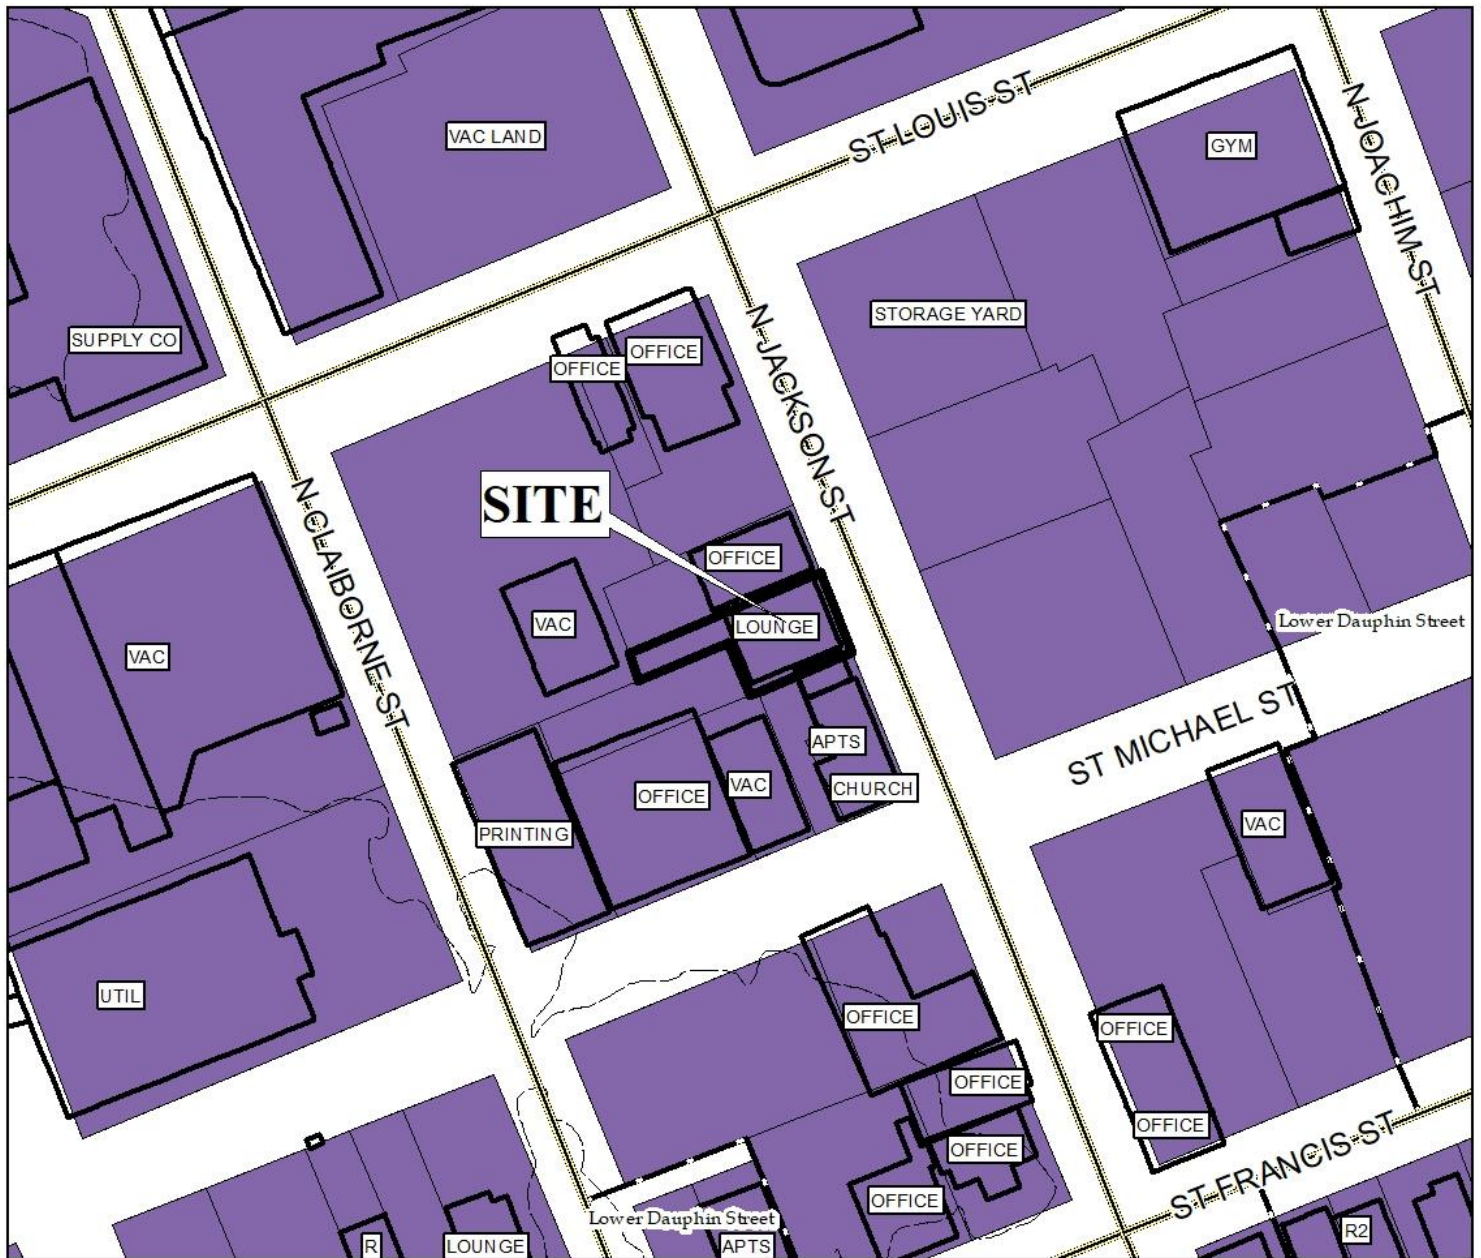 ST LOUIS ST
N JOACHIM ST
VAC LAND
GYM
STORAGE YARD
SUPPLY CO
OFFICE
OFFICE
N JACKSON ST
SITE
N CLAIBORNE ST
OFFICE
VAC
LOUNGE
Lower Dauphin Street
VAC
ST MICHAEL ST
APTS
VAC
CHURCH
OFFICE
PRINTING
VAC
UTIL
OFFICE
OFFICE
OFFICE
OFFICE
OFFICE
ST FRANCIS ST
OFFICE
Lower Dauphin Street
R
LOUNGE
APTS
R2